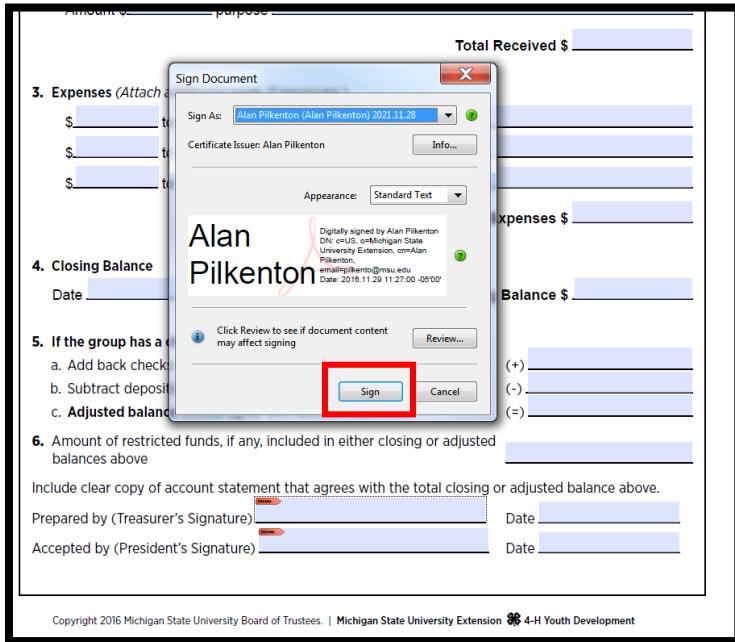 Amount $ purpose
Total Received $
Sign Document
3. Expenses (Attach a
Sign As: Alan Pilkenton (Alan Pilkenton) 2021.11.28
$ to
Certificate Issuer: Alan Pilkenton Info...
$ to
$ to
Appearance: Standard Text
xpenses $
Alan
Pilkenton
Digitally signed by Alan Pilkenton
DN: c=US, o=Michigan State
University Extension, cn=Alan
Pilkenton,
email=pilkento@msu.edu
Date: 2016.11.29 11:27:00 -05'00'
4. Closing Balance
Date
Balance $
5. If the group has a
Click Review to see if document content
may affect signing
Review...
a. Add back check (+)
b. Subtract deposit (-)
Sign Cancel
c. Adjusted balanc (=)
6. Amount of restricted funds, if any, included in either closing or adjusted
balances above
Include clear copy of account statement that agrees with the total closing or adjusted balance above.
Prepared by (Treasurer's Signature) Date
Accepted by (President's Signature) Date
Copyright 2016 Michigan State University Board of Trustees. | Michigan State University Extension 4-H Youth Development